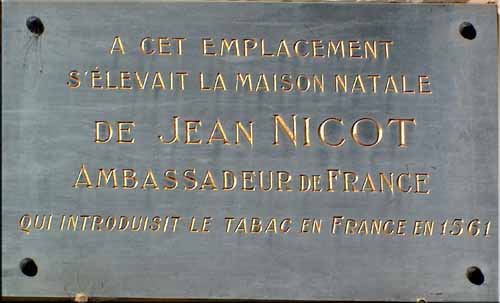 A CET EMPLACEMENT
S'ÉLEVAIT LA MAISON NATALE
DE JEAN NICOT
AMBASSADEUR DE FRANCE
QUI INTRODUISIT LE TABAC EN FRANCE EN 1561